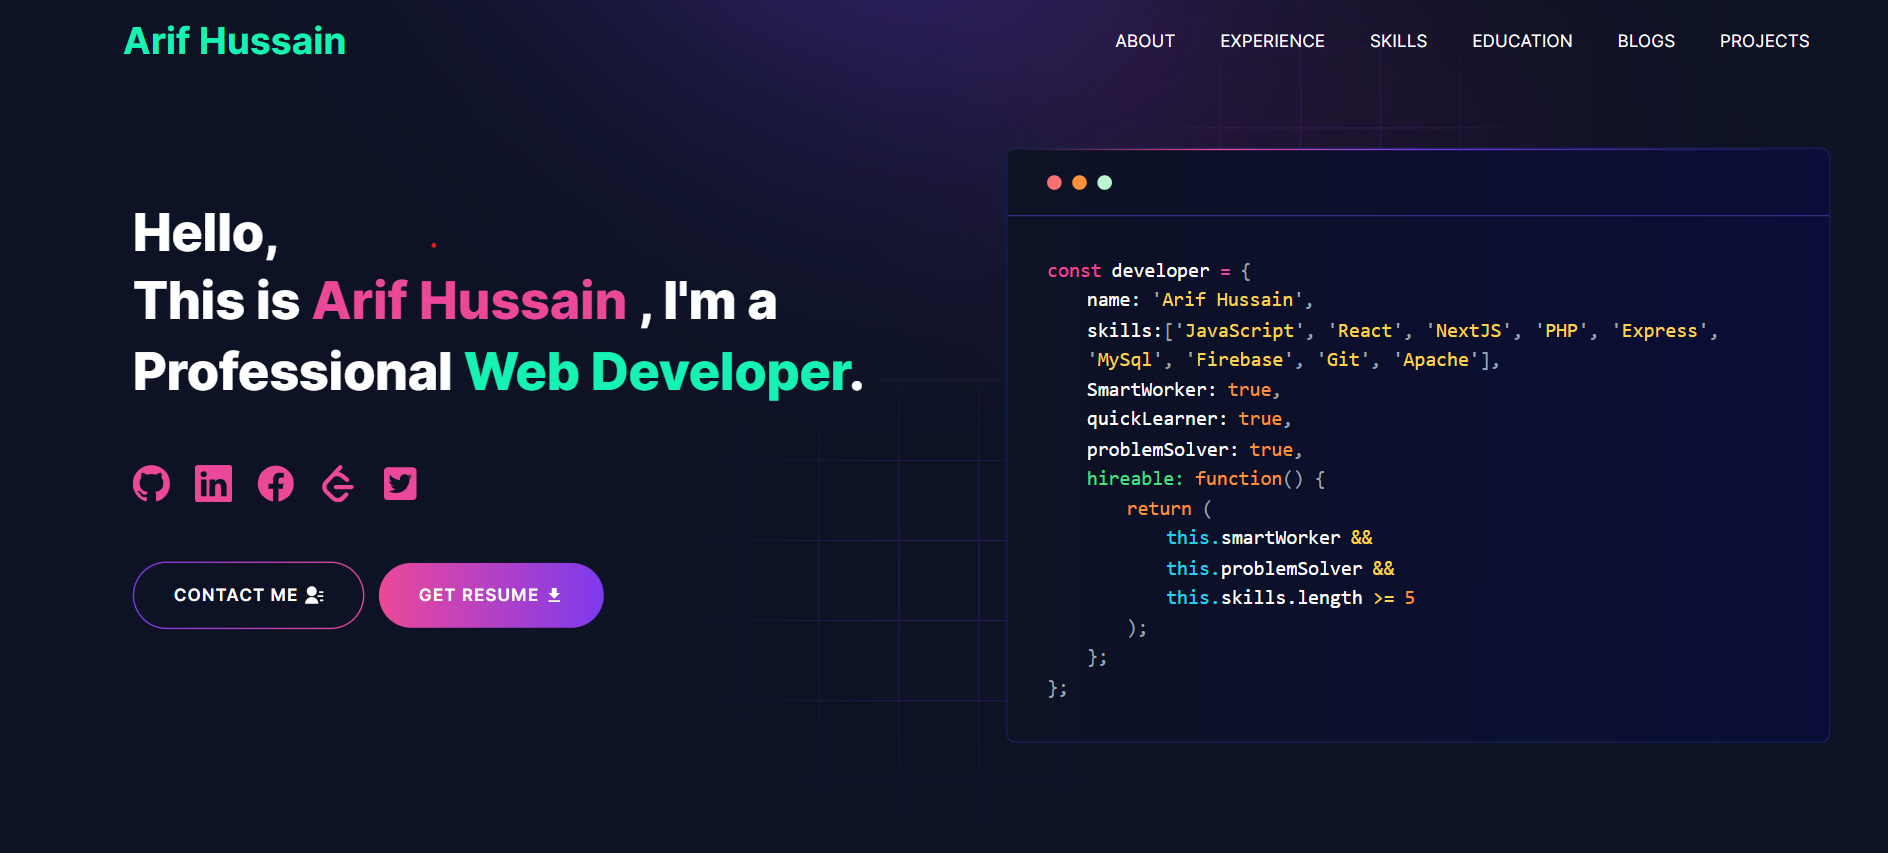 Arif Hussain
ABOUT EXPERIENCE SKILLS EDUCATION BLOGS PROJECTS
Hello,
This is Arif Hussain , I'm a
Professional Web Developer.
CONTACT ME
GET RESUME
const developer = {
name: 'Arif Hussain',
skills:['JavaScript', 'React', 'NextJS', 'PHP', 'Express',
'MySql', 'Firebase', 'Git', 'Apache'],
SmartWorker: true,
quickLearner: true,
problemSolver: true,
hireable: function() {
return (
this.smartWorker &&
this.problemSolver &&
this.skills.length >= 5
);
};
};